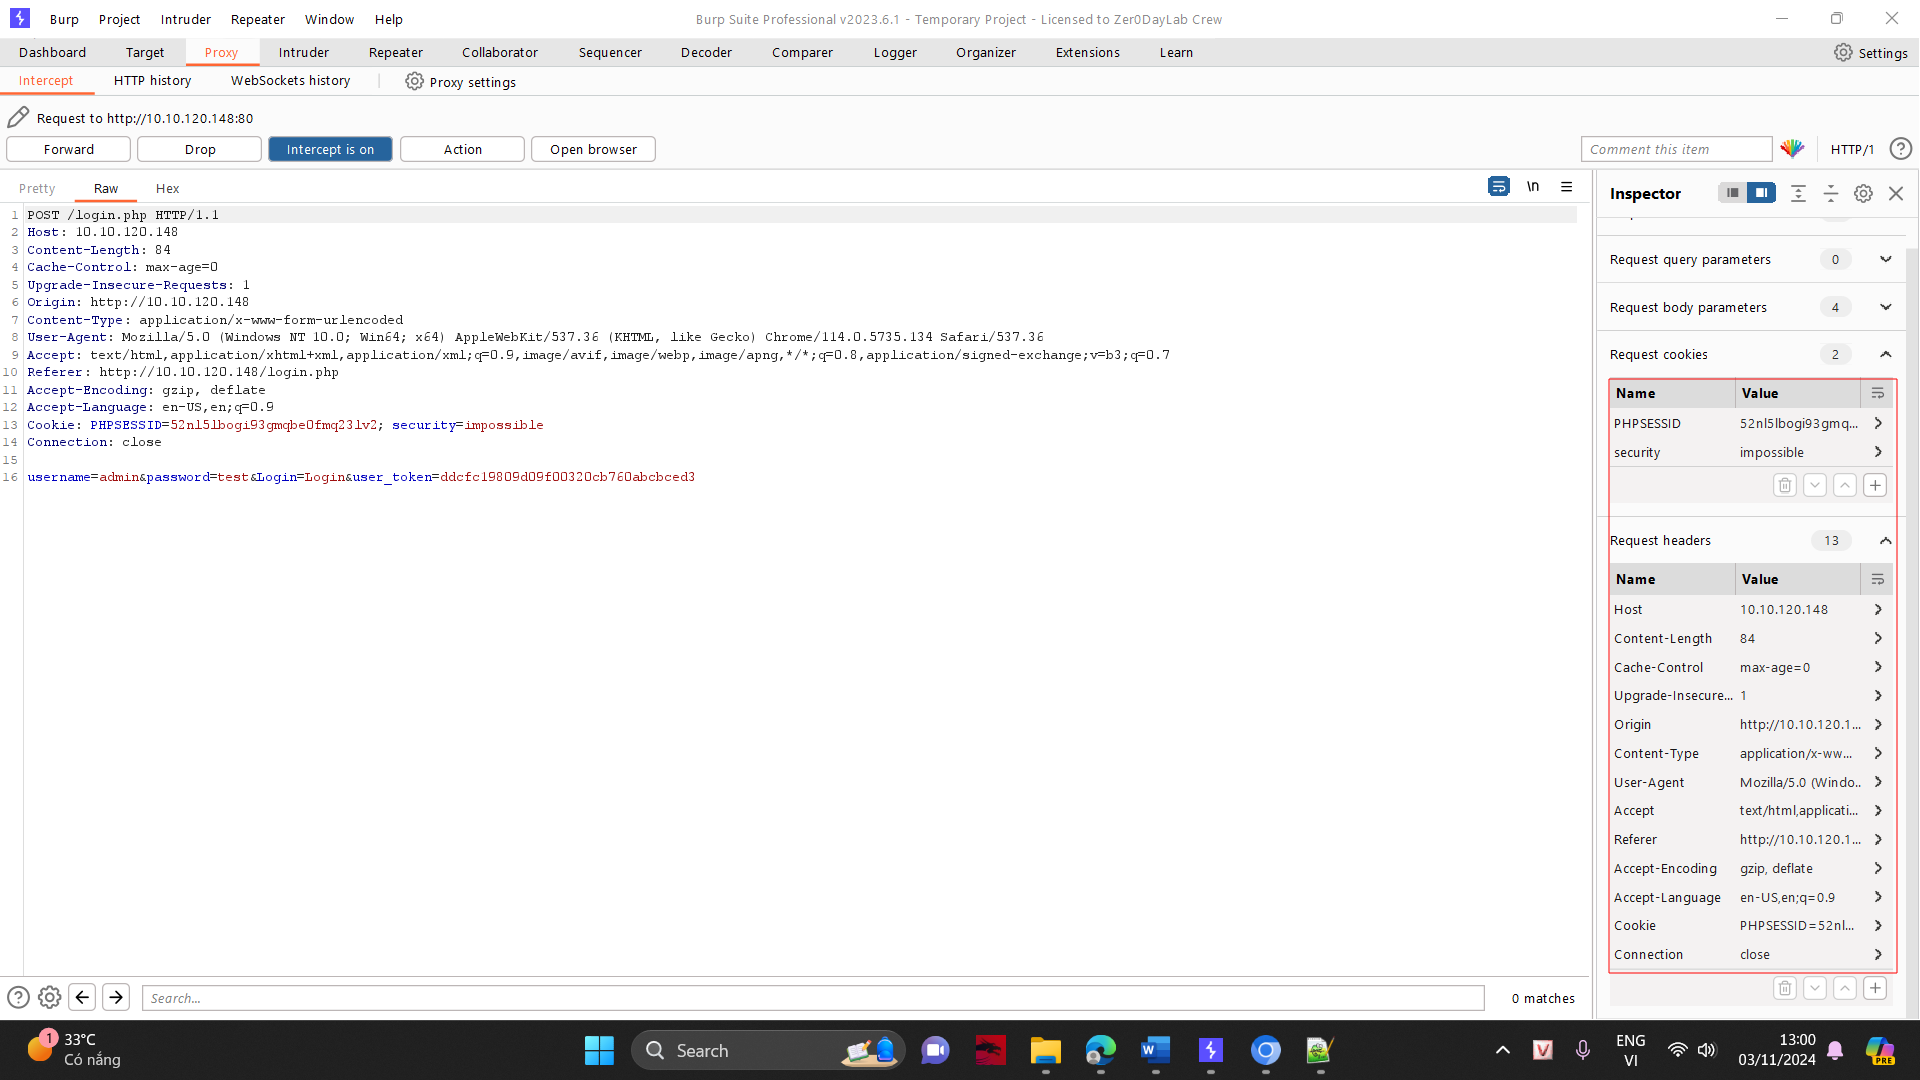 Burp Project Intruder Repeater Window Help
Burp Suite Professional v2023.6.1 - Temporary Project - Licensed to Zer0DayLab Crew
Dashboard Target Proxy Intruder Repeater Collaborator Sequencer Decoder Comparer Logger Organizer Extensions Learn
Settings
Intercept HTTP history WebSockets history Proxy settings
Request to http://10.10.120.148:80
Forward Drop Intercept is on Action Open browser
Comment this item
HTTP/1
Pretty Raw Hex
\n
1 POST /login.php HTTP/1.1
2 Host: 10.10.120.148
3 Content-Length: 84
4 Cache-Control: max-age=0
5 Upgrade-Insecure-Requests: 1
6 Origin: http://10.10.120.148
7 Content-Type: application/x-www-form-urlencoded
8 User-Agent: Mozilla/5.0 (Windows NT 10.0; Win64; x64) AppleWebKit/537.36 (KHTML, like Gecko) Chrome/114.0.5735.134 Safari/537.36
9 Accept: text/html,application/xhtml+xml,application/xml;q=0.9,image/avif,image/webp,image/apng,*/*;q=0.8,application/signed-exchange;v=b3;q=0.7
10 Referer: http://10.10.120.148/login.php
11 Accept-Encoding: gzip, deflate
12 Accept-Language: en-US,en;q=0.9
13 Cookie: PHPSESSID=52nl5lbogi93gmqbe0fmq23lv2; security=impossible
14 Connection: close
15
16 username=admin&password=test&Login=Login&user_token=ddcfc19809d09f00320cb760abcbced3
Inspector
Request query parameters 0
Request body parameters 4
Request cookies 2
Name Value
PHPSESSID 52nl5lbogi93gmq...
security impossible
Request headers 13
Name Value
Host 10.10.120.148
Content-Length 84
Cache-Control max-age=0
Upgrade-Insecure... 1
Origin http://10.10.120.1...
Content-Type application/x-ww...
User-Agent Mozilla/5.0 (Windo...
Accept text/html,applicati...
Referer http://10.10.120.1...
Accept-Encoding gzip, deflate
Accept-Language en-US,en;q=0.9
Cookie PHPSESSID=52nl...
Connection close
Search...
0 matches
1
33°C
Có nắng
Search
ENG
VI
13:00
03/11/2024
PRE